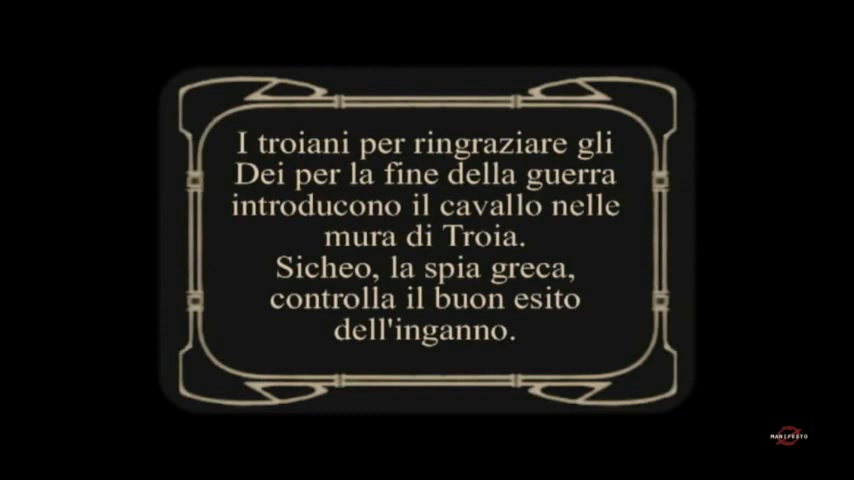 I troiani per ringraziare gli
Dei per la fine della guerra
introducono il cavallo nelle
mura di Troia.
Sicheo, la spia greca,
controlla il buon esito
dell'inganno.
MANIFESTO